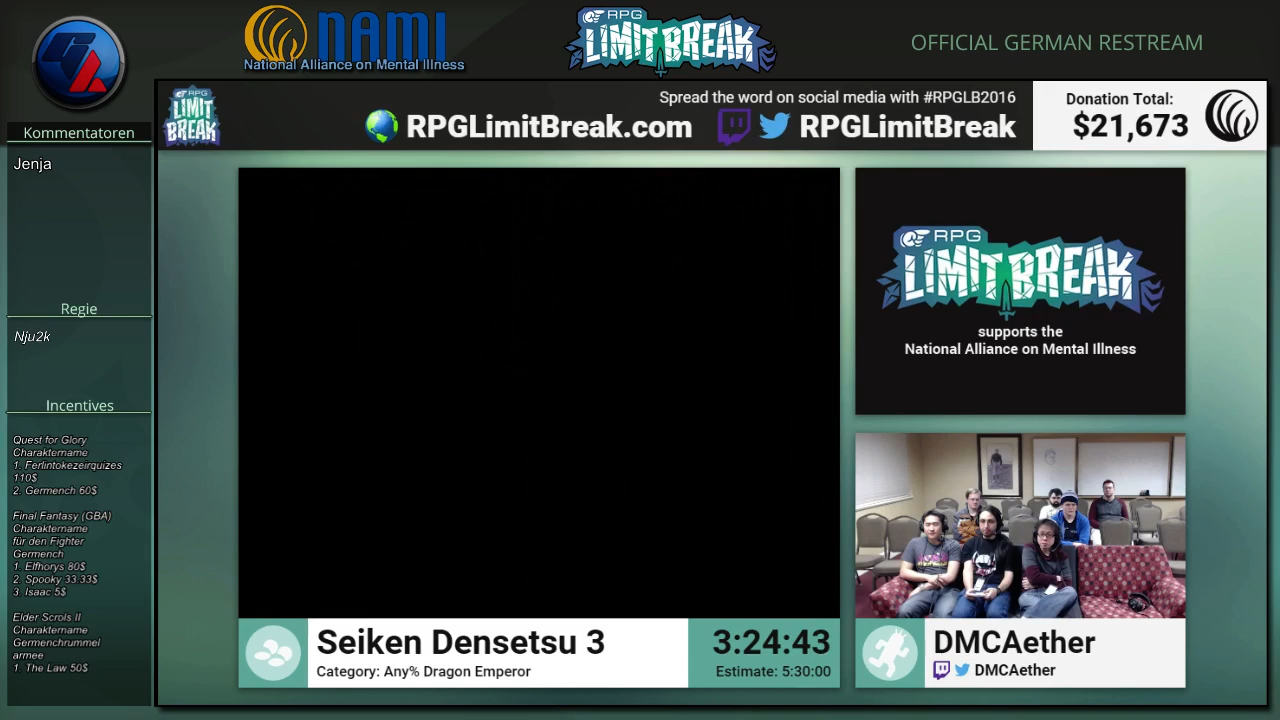 NAMI
National Alliance on Mental Illness
RPG
LIMIT BREAK
OFFICIAL GERMAN RESTREAM
Kommentatoren
Jenja
Regie
Nju2k
Incentives
Quest for Glory
Charaktername
1. Ferlintokezeirquizes
110$
2. Germench 60$
Final Fantasy (GBA)
Charaktername
für den Fighter
Germench
1. Elfhorys 80$
2. Spooky 33.33$
3. Isaac 5$
Elder Scrols II
Charaktername
Germenchrummel
armee
1. The Law 50$
RPG
LIMIT
BREAK
Spread the word on social media with #RPGLB2016
RPGLimitBreak.com
RPGLimitBreak
Donation Total:
$21,673
RPG
LIMIT BREAK
supports the
National Alliance on Mental Illness
Seiken Densetsu 3
Category: Any% Dragon Emperor
3:24:43
Estimate: 5:30:00
DMCAether
DMCAether